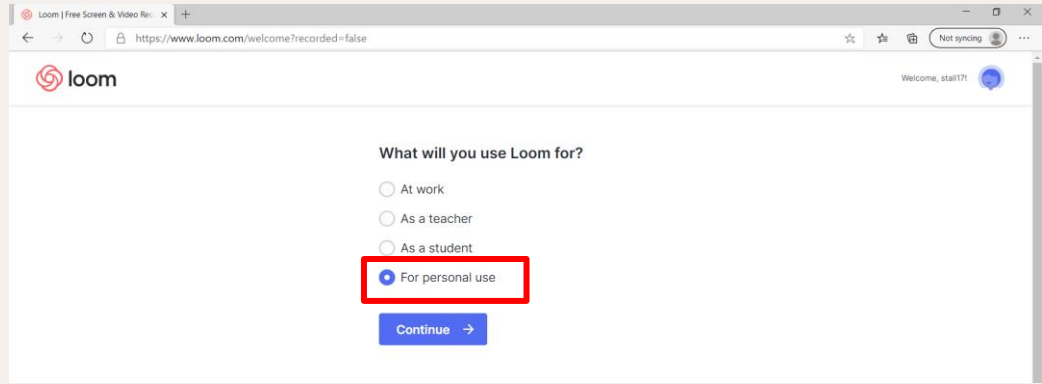 Loom | Free Screen & Video Rec
https://www.loom.com/welcome?recorded=false
Not syncing
loom
Welcome, stall17!
What will you use Loom for?
At work
As a teacher
As a student
For personal use
Continue